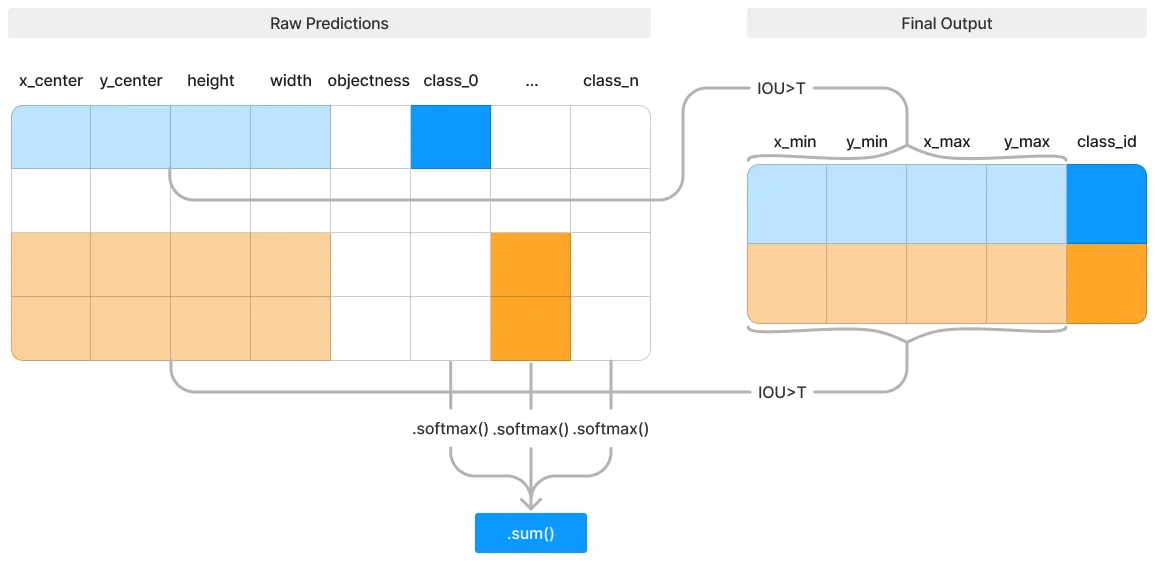 Raw Predictions
Final Output
x_center y_center height width objectness class_0 ... class_n
IOU>T
x_min y_min x_max y_max class_id
IOU>T
.softmax() .softmax() .softmax()
.sum()